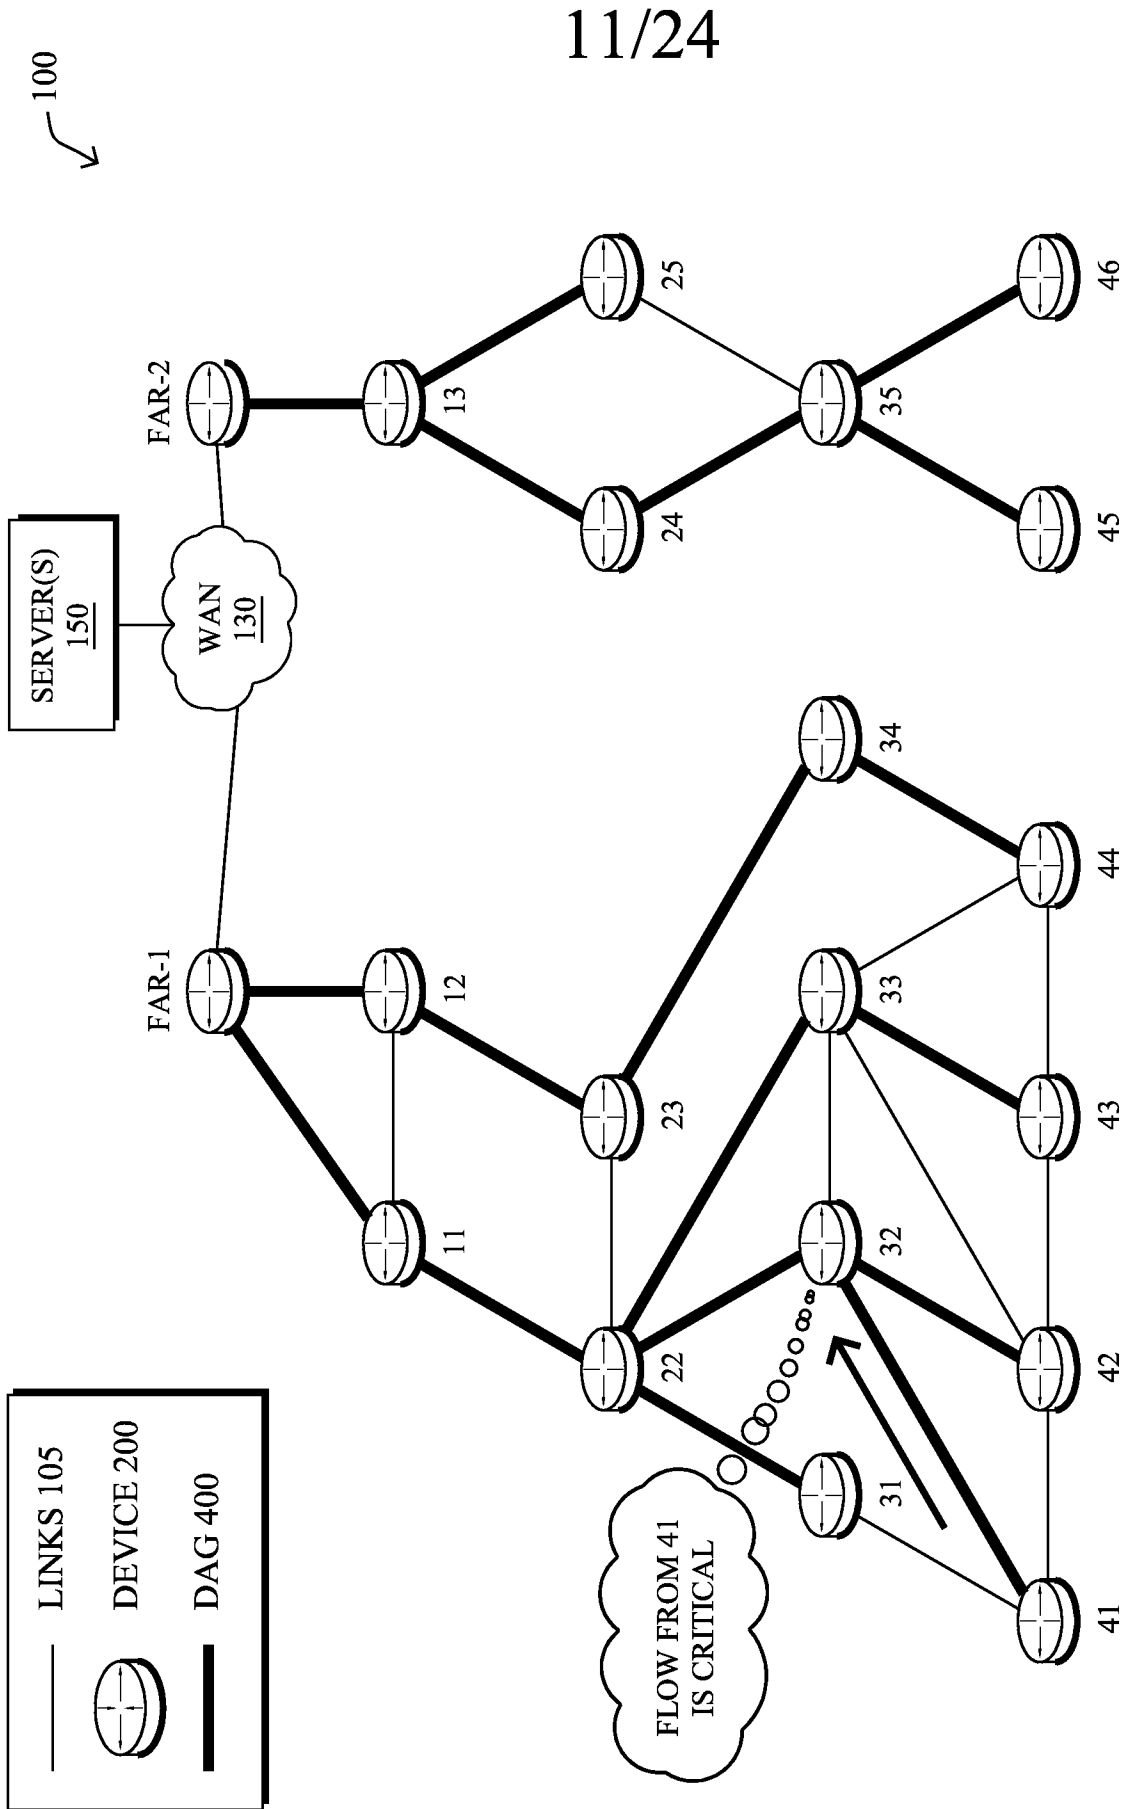 11/24
100
LINKS 105
DEVICE 200
DAG 400
SERVER(S)
150
WAN
130
FAR-1
FAR-2
11
12
13
22
23
24
25
FLOW FROM 41
IS CRITICAL
31
32
33
34
35
41
42
43
44
45
46